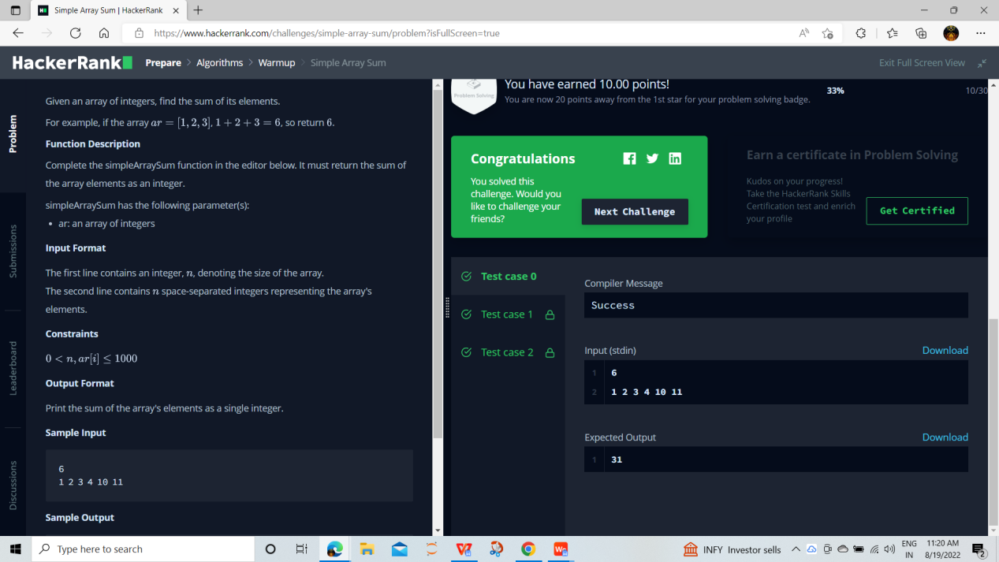 Simple Array Sum | HackerRank
https://www.hackerrank.com/challenges/simple-array-sum/problem?isFullScreen=true
HackerRank
Prepare > Algorithms > Warmup > Simple Array Sum
Exit Full Screen View
Problem
Submissions
Leaderboard
Discussions
Given an array of integers, find the sum of its elements.
For example, if the array ar = [1, 2, 3], 1 + 2 + 3 = 6, so return 6.
Function Description
Complete the simpleArraySum function in the editor below. It must return the sum of
the array elements as an integer.
simpleArraySum has the following parameter(s):
• ar: an array of integers
Input Format
The first line contains an integer, n, denoting the size of the array.
The second line contains n space-separated integers representing the array's
elements.
Constraints
0 < n, ar[i] ≤ 1000
Output Format
Print the sum of the array's elements as a single integer.
Sample Input
6
1 2 3 4 10 11
Sample Output
Problem Solving
You have earned 10.00 points!
You are now 20 points away from the 1st star for your problem solving badge.
33%
10/30
Congratulations
You solved this
challenge. Would you
like to challenge your
friends?
Next Challenge
Earn a certificate in Problem Solving
Kudos on your progress!
Take the HackerRank Skills
Certification test and enrich
your profile
Get Certified
Test case 0
Test case 1
Test case 2
Compiler Message
Success
Input (stdin)
Download
1 6
2 1 2 3 4 10 11
Expected Output
Download
1 31
Type here to search
INFY Investor sells
ENG
IN
11:20 AM
8/19/2022
2